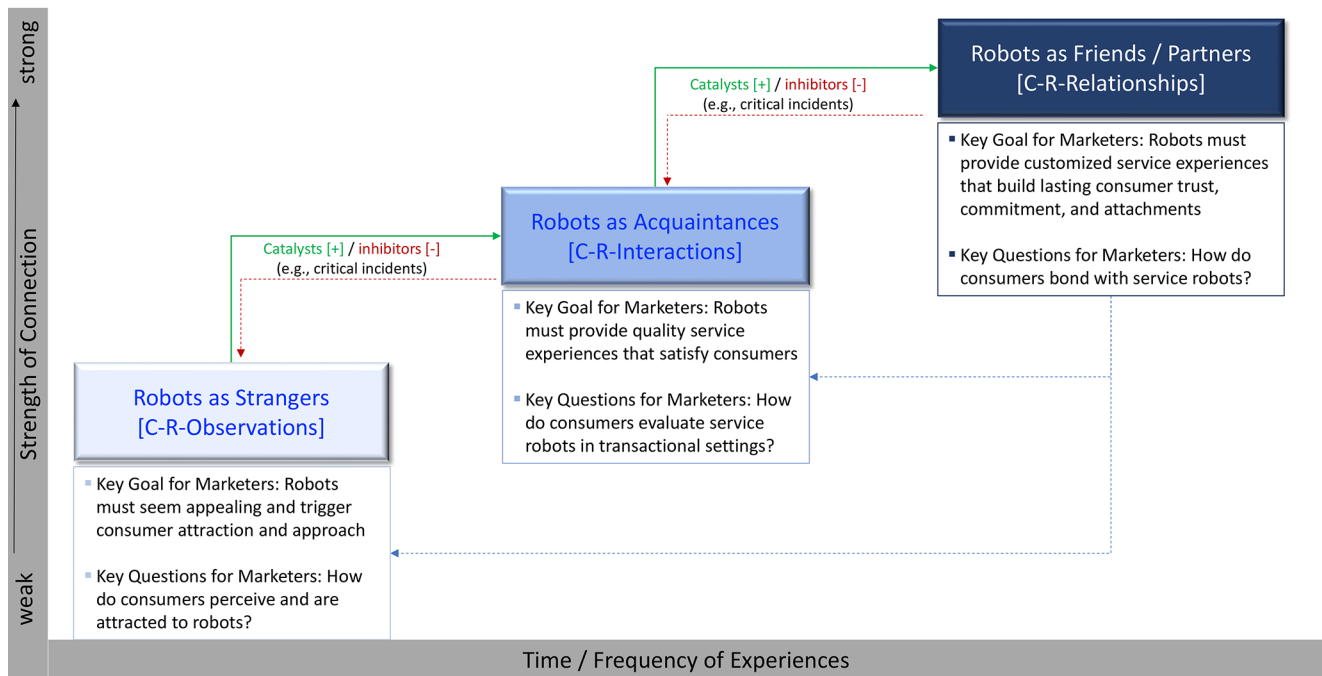 strong
Strength of Connection
weak
Robots as Friends / Partners
[C-R-Relationships]
▪ Key Goal for Marketers: Robots must
provide customized service experiences
that build lasting consumer trust,
commitment, and attachments
▪ Key Questions for Marketers: How do
consumers bond with service robots?
Catalysts [+] / inhibitors [-]
(e.g., critical incidents)
Robots as Acquaintances
[C-R-Interactions]
▪ Key Goal for Marketers: Robots
must provide quality service
experiences that satisfy consumers
▪ Key Questions for Marketers: How
do consumers evaluate service
robots in transactional settings?
Catalysts [+] / inhibitors [-]
(e.g., critical incidents)
Robots as Strangers
[C-R-Observations]
▪ Key Goal for Marketers: Robots
must seem appealing and trigger
consumer attraction and approach
▪ Key Questions for Marketers: How
do consumers perceive and are
attracted to robots?
Time / Frequency of Experiences